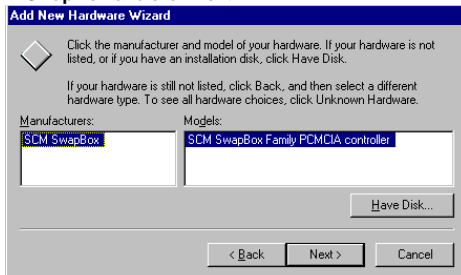 Add New Hardware Wizard
Click the manufacturer and model of your hardware. If your hardware is not
listed, or if you have an installation disk, click Have Disk.
If your hardware is still not listed, click Back, and then select a different
hardware type. To see all hardware choices, click Unknown Hardware.
Manufacturers:
Models:
SCM SwapBox
SCM SwapBox Family PCMCIA controller
Have Disk...
< Back
Next >
Cancel